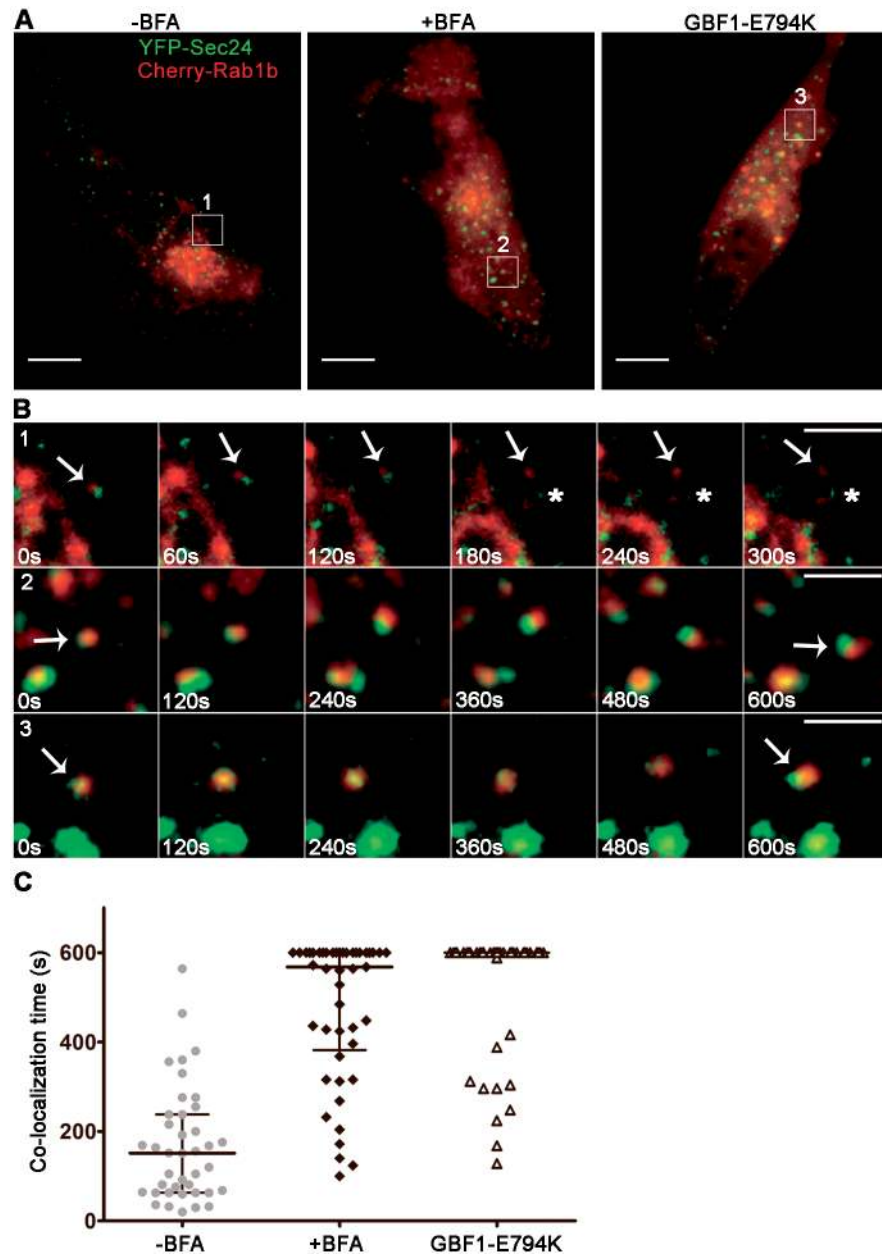 A
-BFA
+BFA
GBF1-E794K
YFP-Sec24
Cherry-Rab1b
1
2
3
B
1
0s
60s
120s
180s
*
240s
*
300s
*
2
0s
120s
240s
360s
480s
600s
3
0s
120s
240s
360s
480s
600s
C
Co-localization time (s)
600
400
200
0
-BFA
+BFA
GBF1-E794K